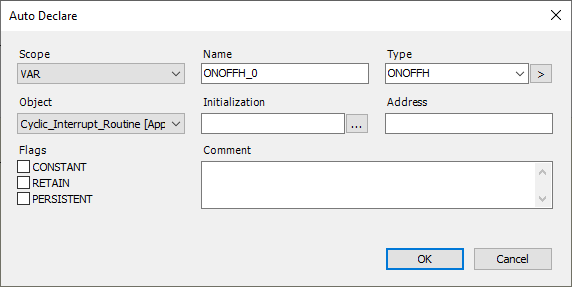 Auto Declare
Scope Name Type
VAR ONOFFH_0 ONOFFH >
Object Initialization Address
Cyclic_Interrupt_Routine [App ...
Flags Comment
CONSTANT
RETAIN
PERSISTENT
OK Cancel